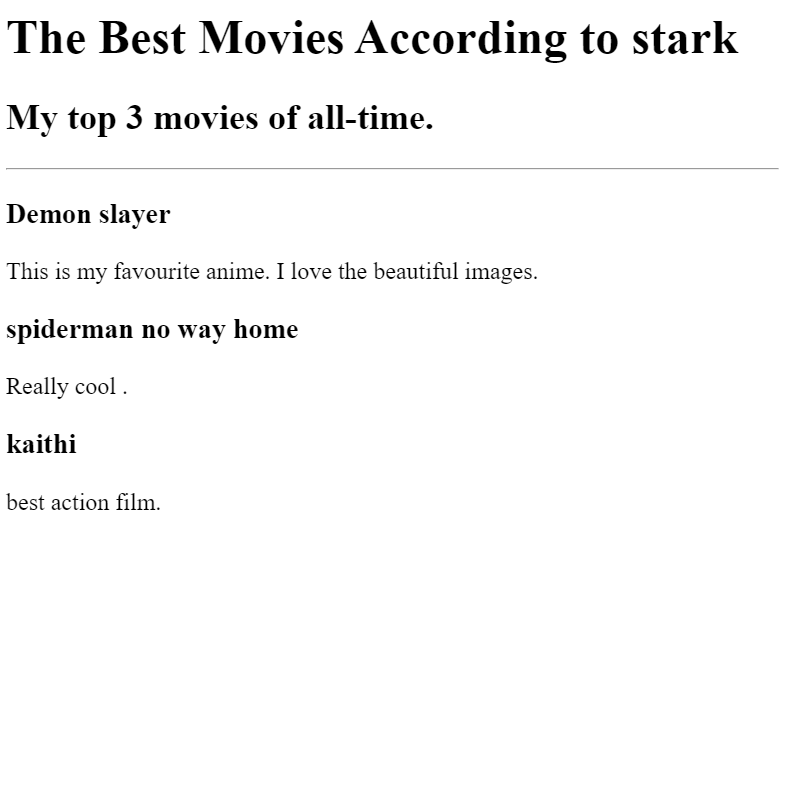 The Best Movies According to stark
My top 3 movies of all-time.
Demon slayer
This is my favourite anime. I love the beautiful images.
spiderman no way home
Really cool .
kaithi
best action film.